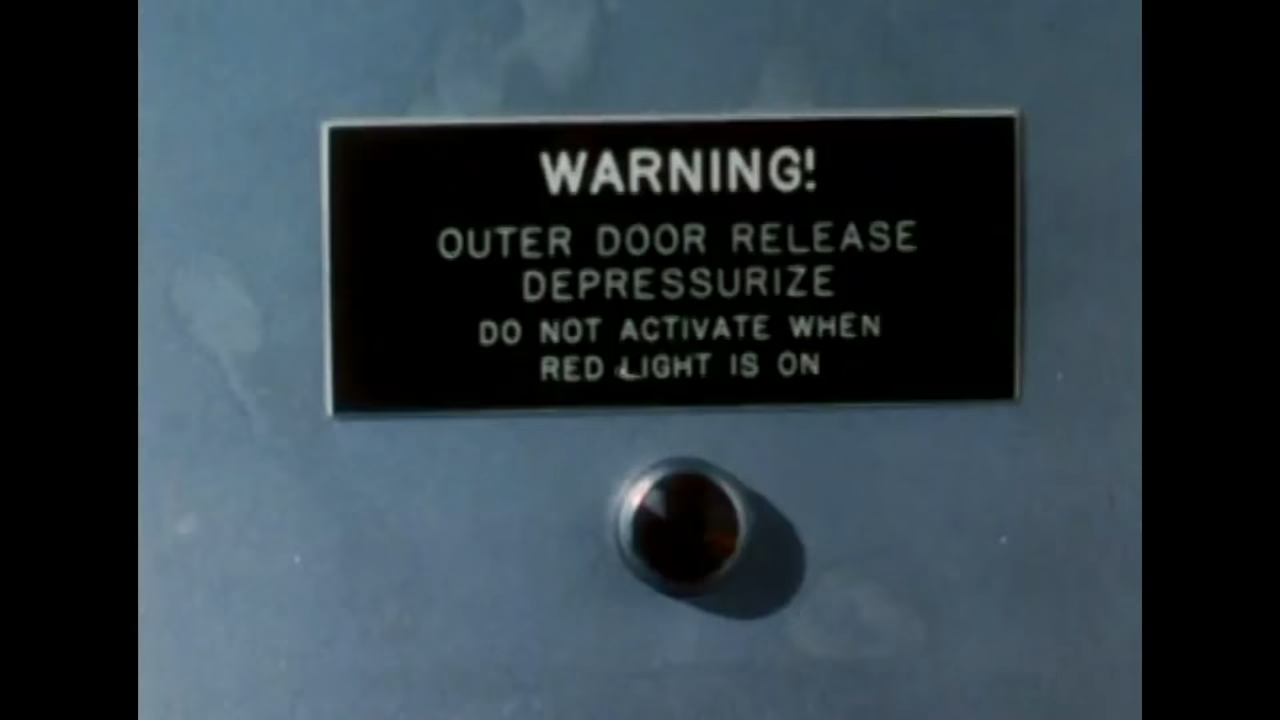 WARNING!
OUTER DOOR RELEASE
DEPRESSURIZE
DO NOT ACTIVATE WHEN
RED LIGHT IS ON